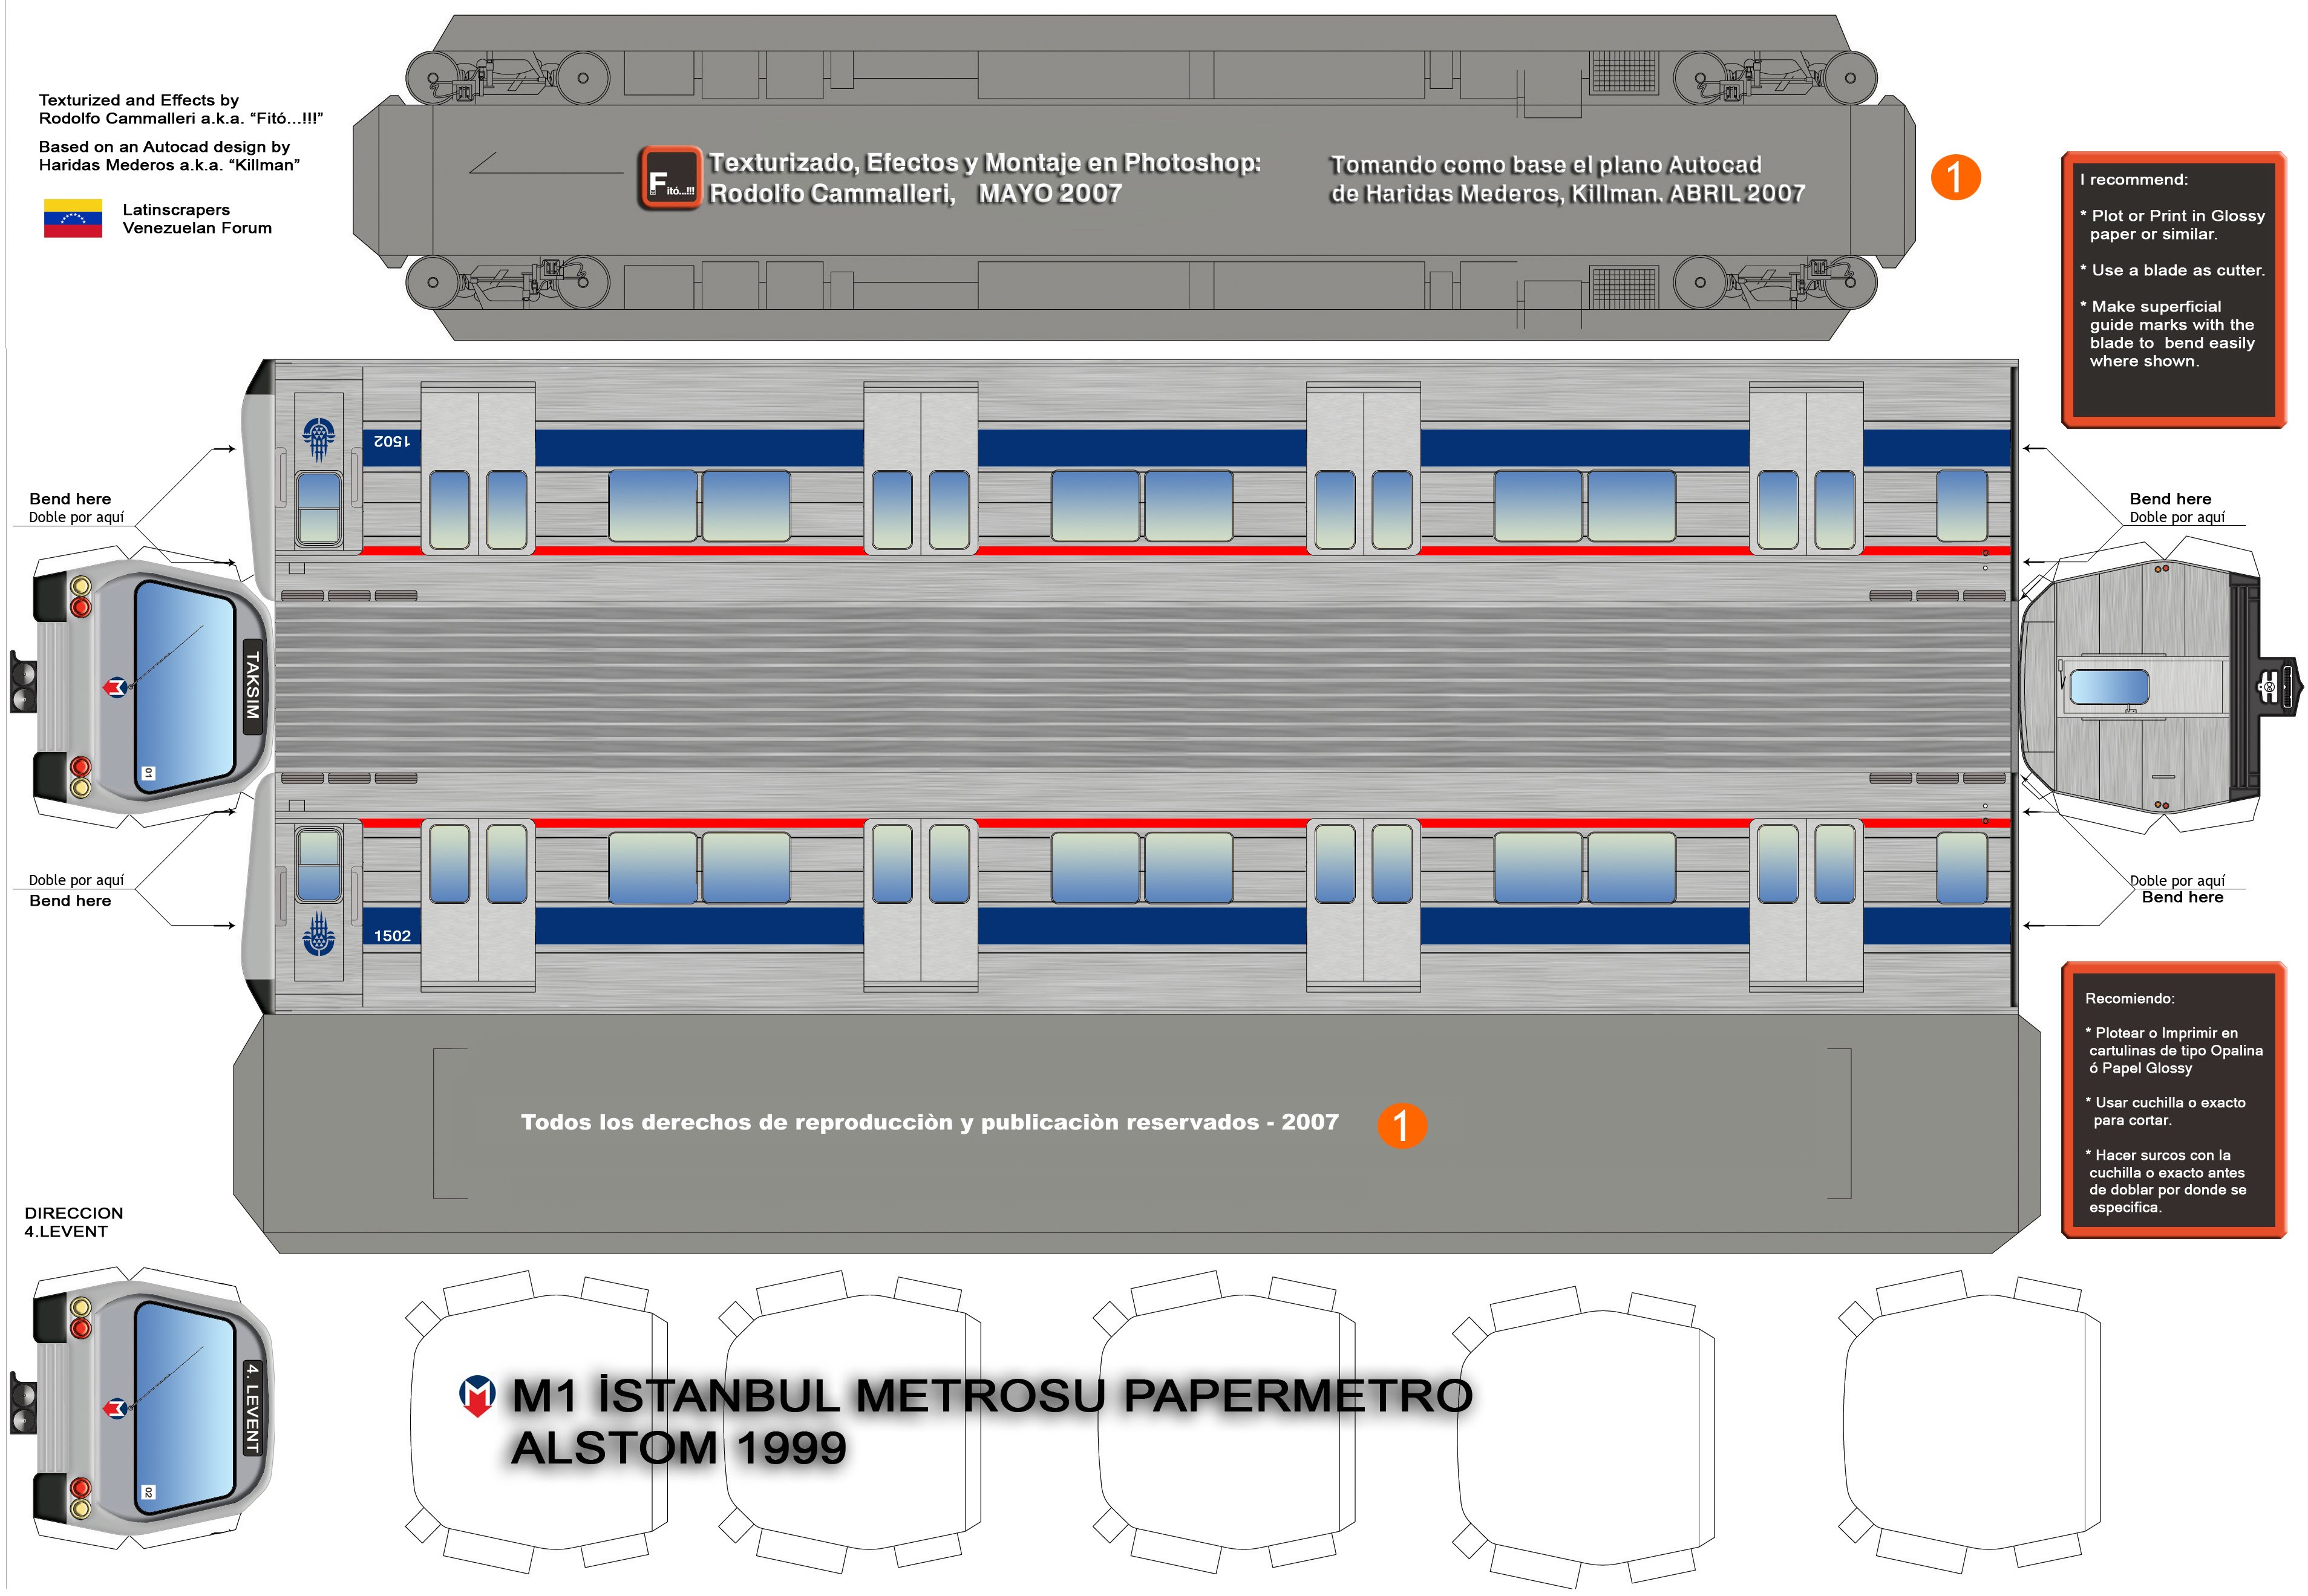 Texturized and Effects by
Rodolfo Cammalleri a.k.a. “Fitó...!!!”
Based on an Autocad design by
Haridas Mederos a.k.a. “Killman”
Latinscrapers
Venezuelan Forum
Fitó...!!!
Texturizado, Efectos y Montaje en Photoshop:
Rodolfo Cammalleri, MAYO 2007
Tomando como base el plano Autocad
de Haridas Mederos, Killman. ABRIL 2007
1
I recommend:
* Plot or Print in Glossy
paper or similar.
* Use a blade as cutter.
* Make superficial
guide marks with the
blade to bend easily
where shown.
1502
Bend here
Doble por aquí
Bend here
Doble por aquí
TAKSIM
M
01
Doble por aquí
Bend here
1502
Doble por aquí
Bend here
Todos los derechos de reproducciòn y publicaciòn reservados - 2007
1
Recomiendo:
* Plotear o Imprimir en
cartulinas de tipo Opalina
ó Papel Glossy
* Usar cuchilla o exacto
para cortar.
* Hacer surcos con la
cuchilla o exacto antes
de doblar por donde se
especifica.
DIRECCION
4.LEVENT
4. LEVENT
M
02
M
M1 İSTANBUL METROSU PAPERMETRO
ALSTOM 1999